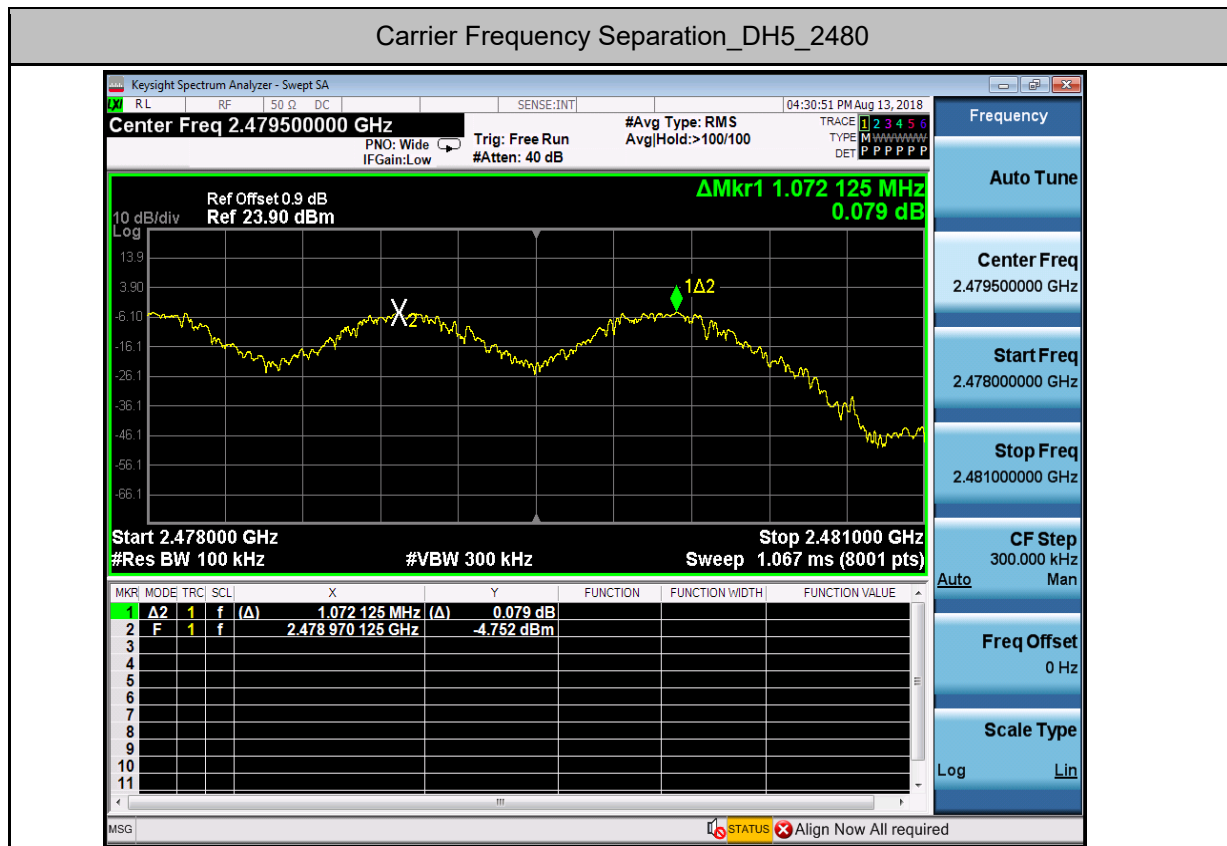 Carrier Frequency Separation_DH5_2480
Keysight Spectrum Analyzer - Swept SA
LXI RL RF 50 Ω DC SENSE:INT 04:30:51 PM Aug 13, 2018
Center Freq 2.479500000 GHz
PNO: Wide
IFGain:Low
Trig: Free Run
#Atten: 40 dB
#Avg Type: RMS
Avg|Hold:>100/100
TRACE 1 2 3 4 5 6
TYPE MWWWWW
DET P P P P P P
Ref Offset 0.9 dB
10 dB/div Ref 23.90 dBm
Log
ΔMkr1 1.072 125 MHz
0.079 dB
13.9
3.90
-6.10
-16.1
-26.1
-36.1
-46.1
-56.1
-66.1
X2
1Δ2
Start 2.478000 GHz Stop 2.481000 GHz
#Res BW 100 kHz #VBW 300 kHz Sweep 1.067 ms (8001 pts)
MKR MODE TRC SCL X Y FUNCTION FUNCTION WIDTH FUNCTION VALUE
1 Δ2 1 f (Δ) 1.072 125 MHz (Δ) 0.079 dB
2 F 1 f 2.478 970 125 GHz -4.752 dBm
3
4
5
6
7
8
9
10
11
MSG STATUS Align Now All required
Frequency
Auto Tune
Center Freq
2.479500000 GHz
Start Freq
2.478000000 GHz
Stop Freq
2.481000000 GHz
CF Step
300.000 kHz
Auto Man
Freq Offset
0 Hz
Scale Type
Log Lin